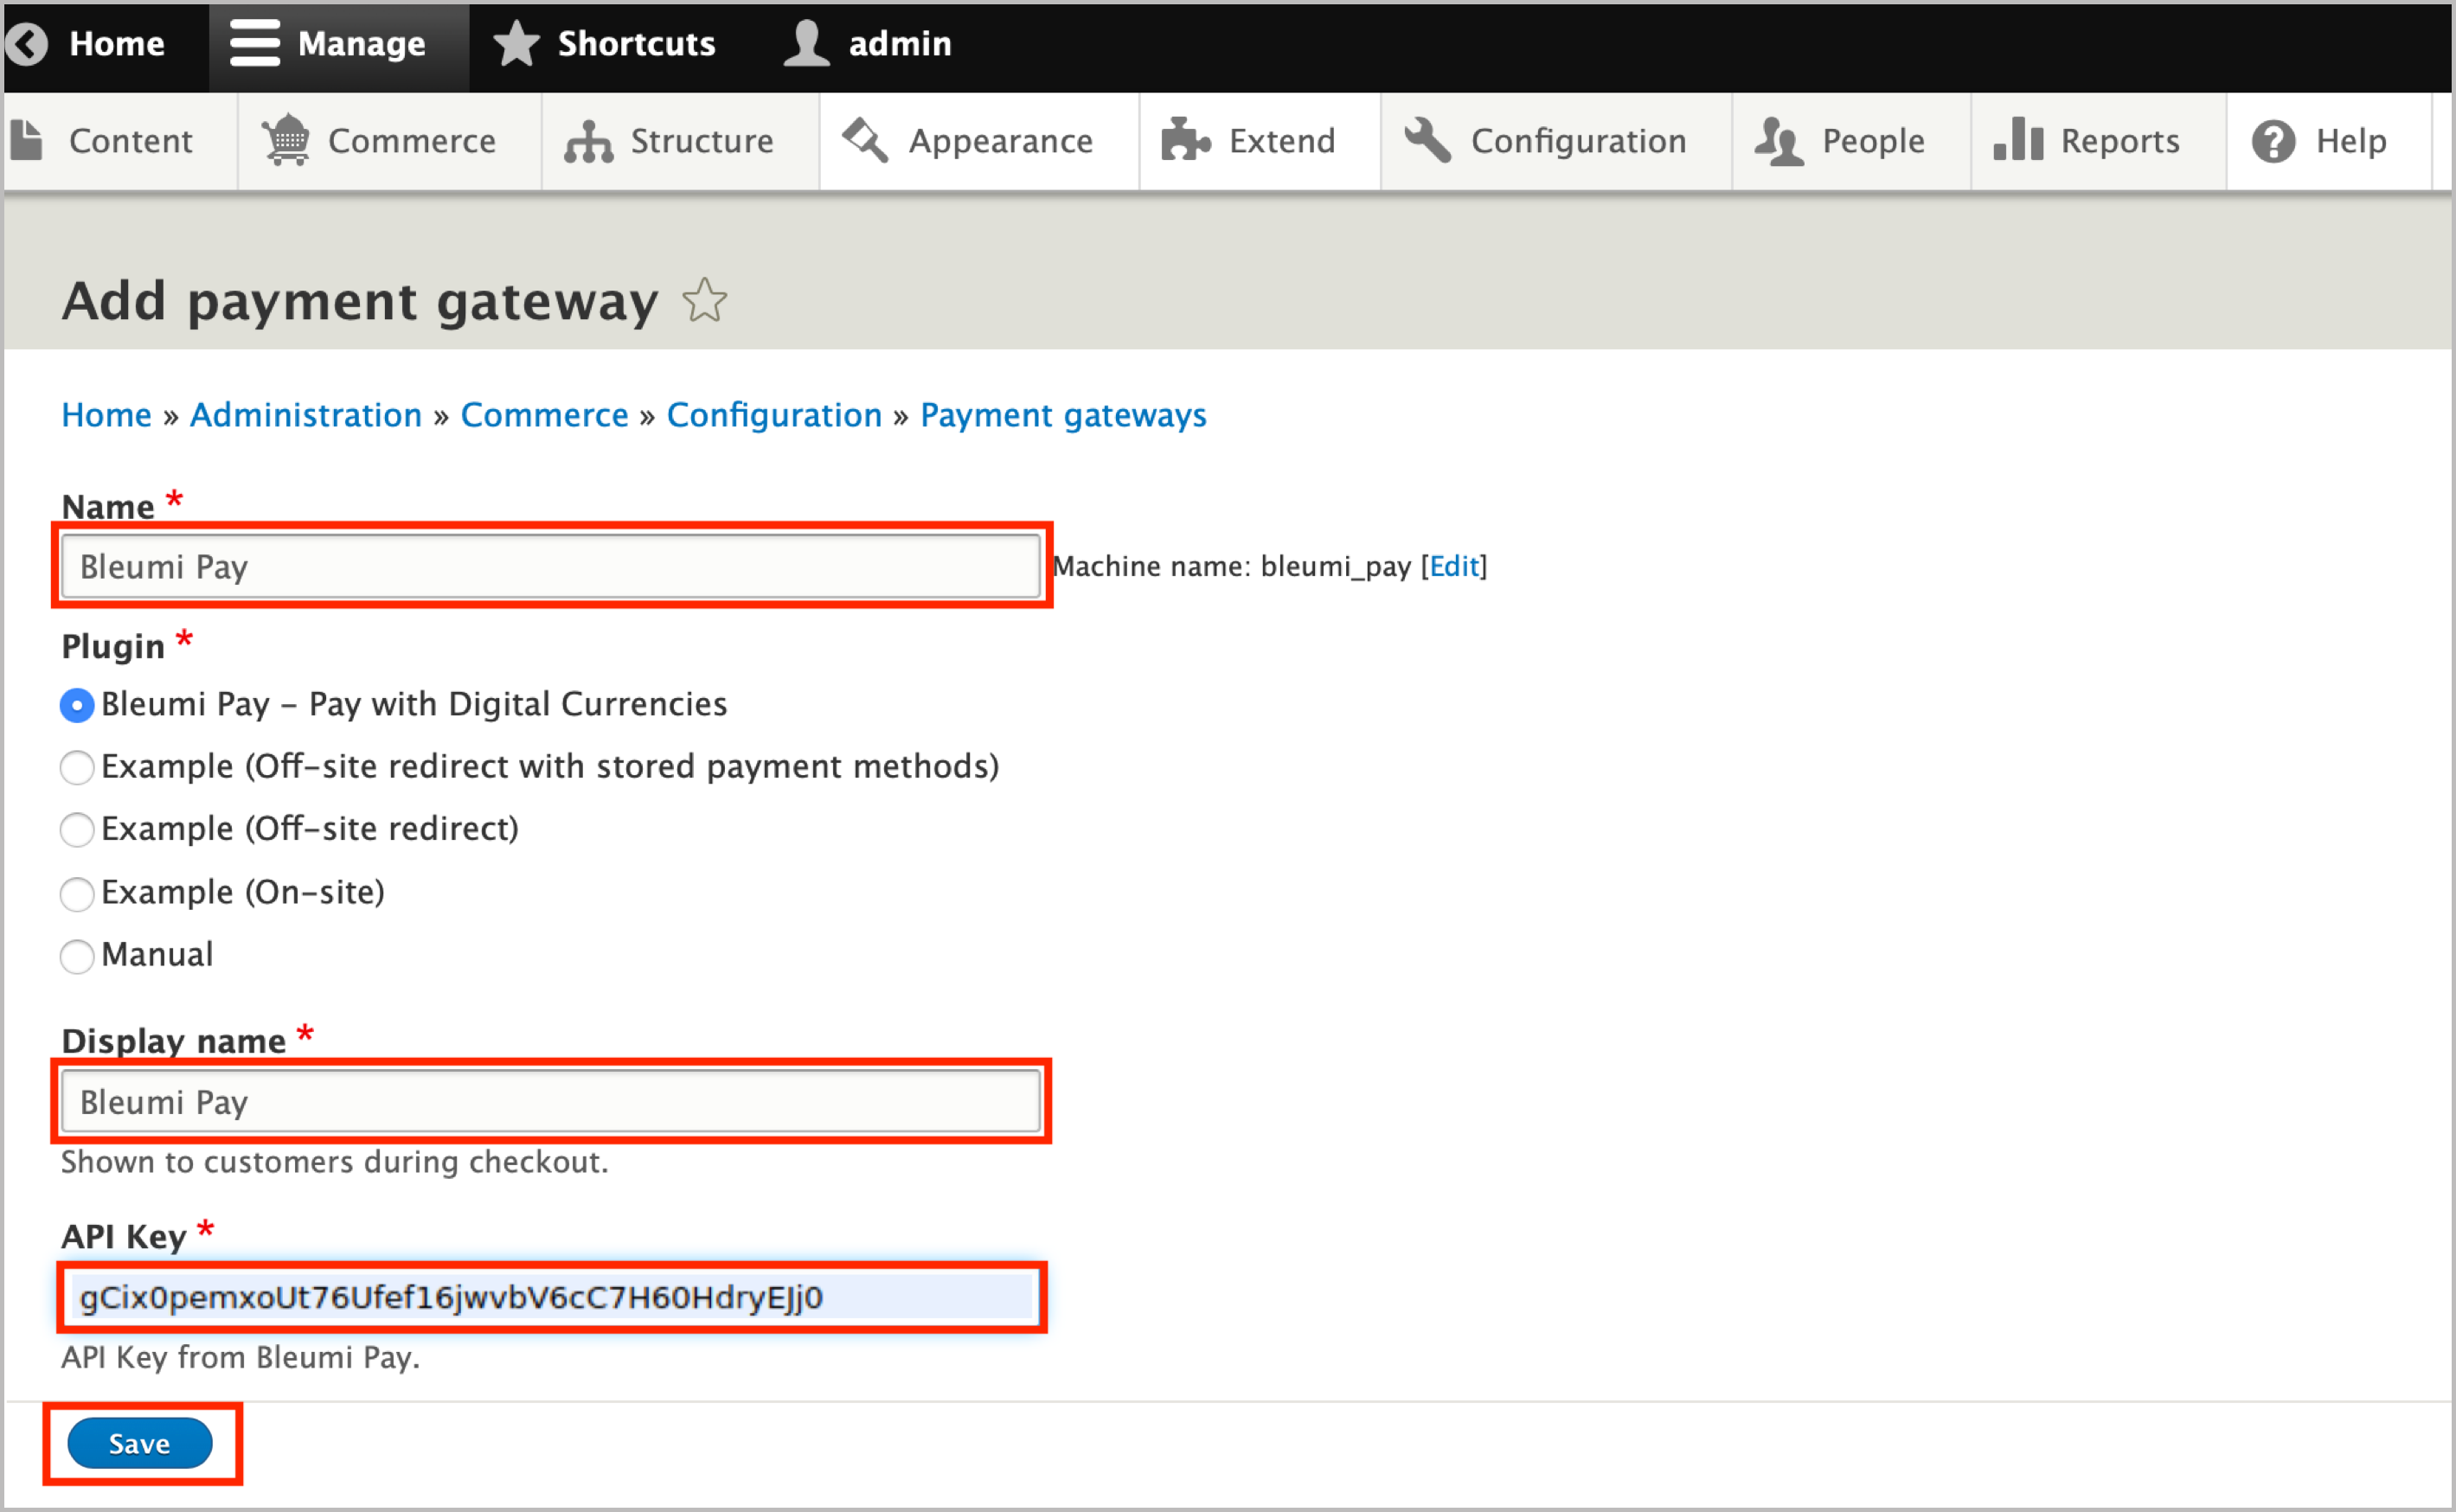 Home Manage Shortcuts admin
Content Commerce Structure Appearance Extend Configuration People Reports Help
Add payment gateway
Home » Administration » Commerce » Configuration » Payment gateways
Name *
Bleumi Pay Machine name: bleumi_pay [Edit]
Plugin *
Bleumi Pay – Pay with Digital Currencies
Example (Off–site redirect with stored payment methods)
Example (Off–site redirect)
Example (On–site)
Manual
Display name *
Bleumi Pay
Shown to customers during checkout.
API Key *
gCix0pemxoUt76Ufef16jwvbV6cC7H60HdryEJj0
API Key from Bleumi Pay.
Save